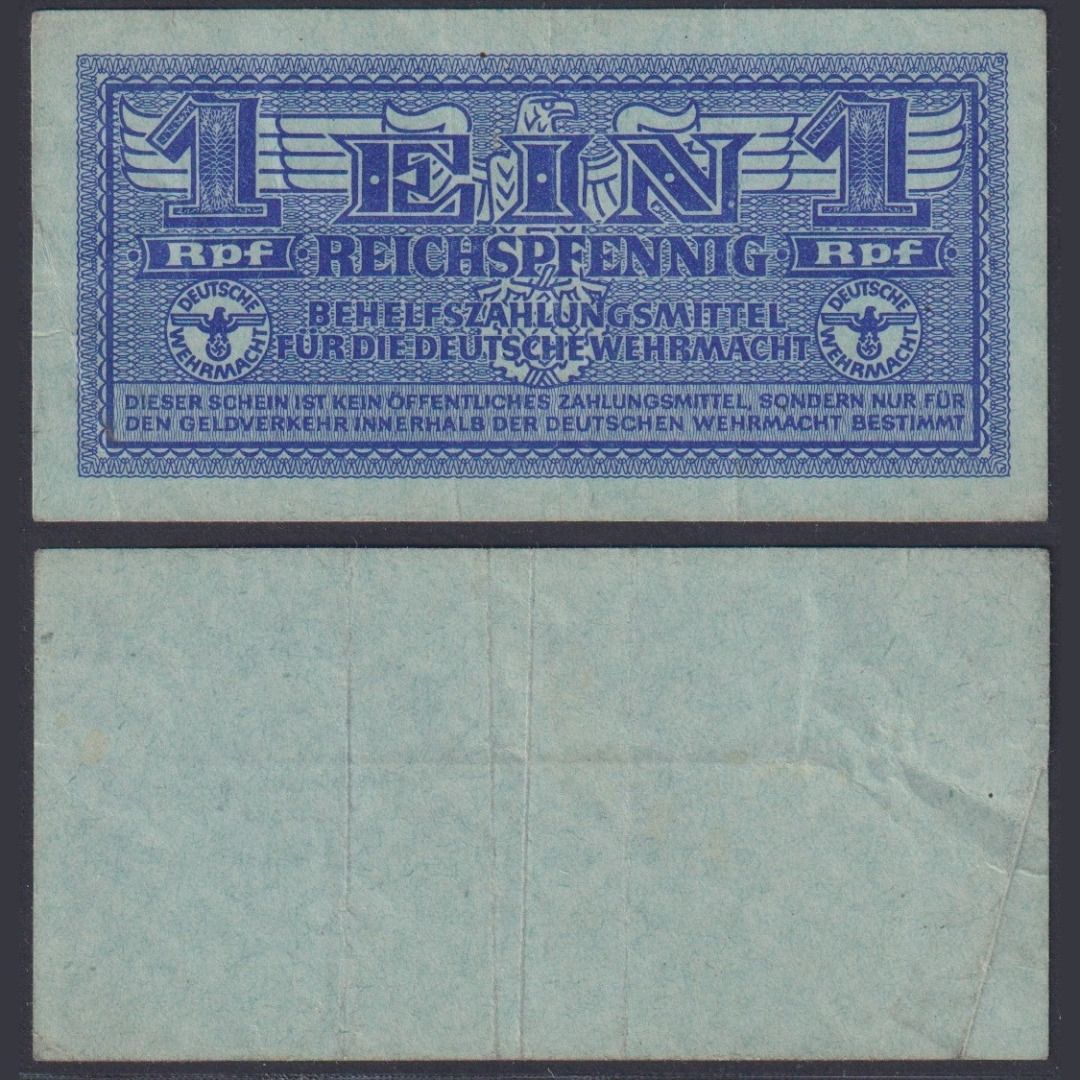 1 EIN 1
Rpf REICHSPFENNIG Rpf
DEUTSCHE WEHRMACHT
BEHELFSZAHLUNGSMITTEL
FÜR DIE DEUTSCHE WEHRMACHT
DEUTSCHE WEHRMACHT
DIESER SCHEIN IST KEIN ÖFFENTLICHES ZAHLUNGSMITTEL, SONDERN NUR FÜR
DEN GELDVERKEHR INNERHALB DER DEUTSCHEN WEHRMACHT BESTIMMT